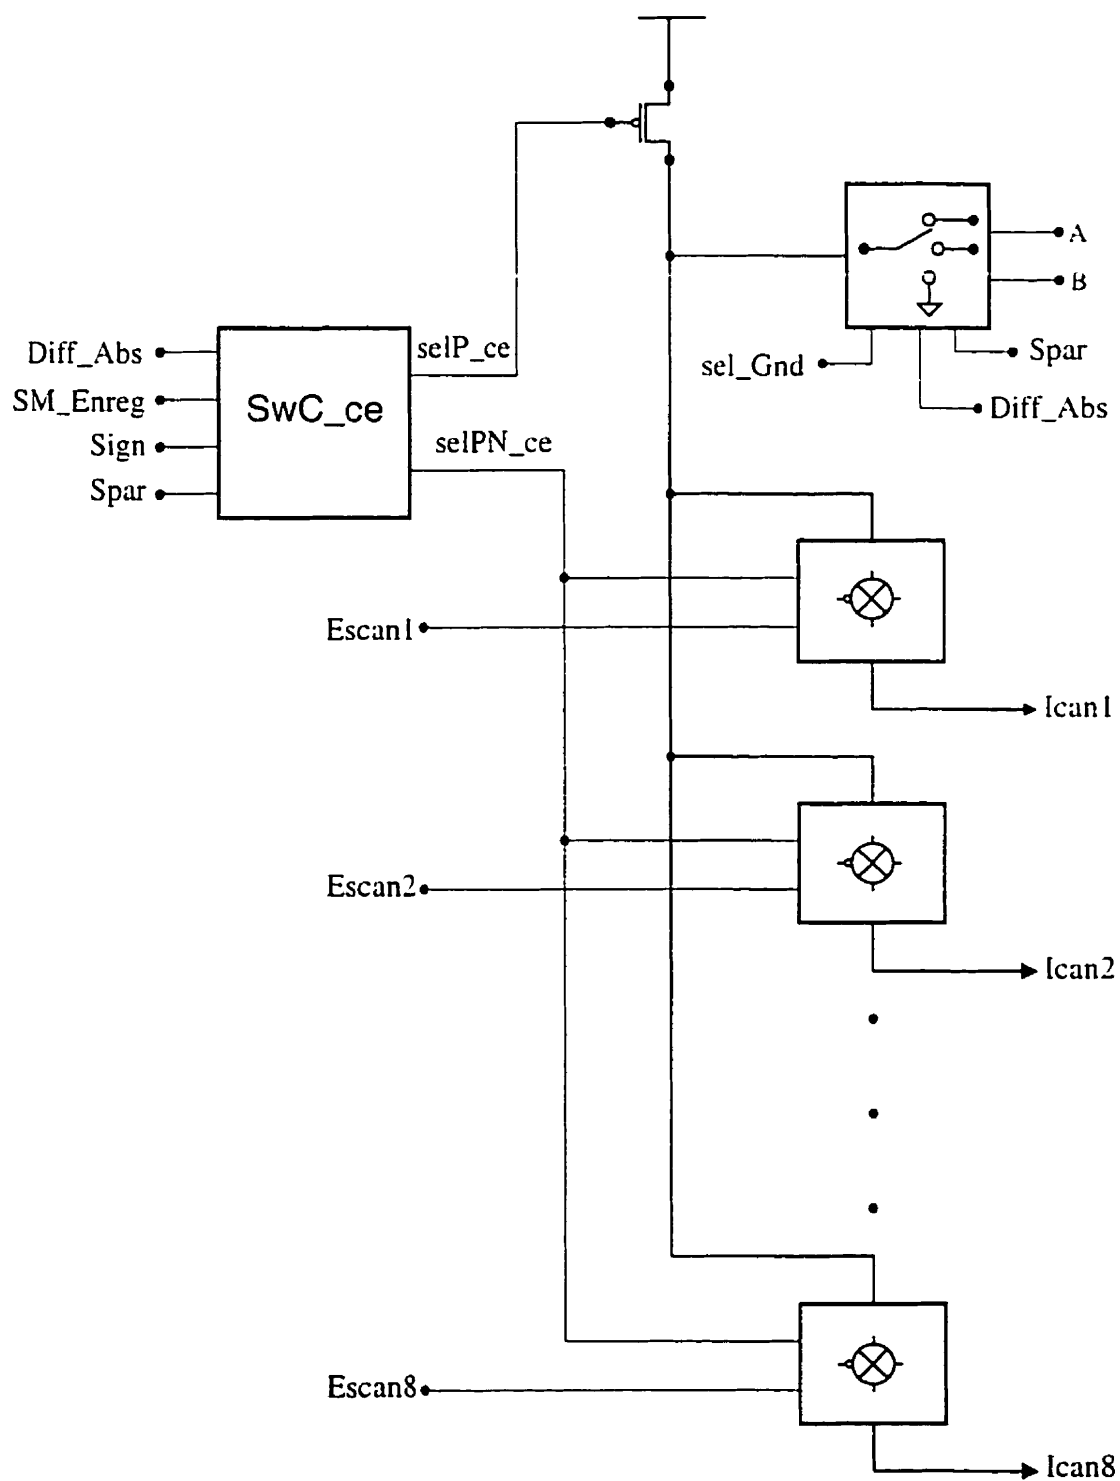 A
B
selP_ce
Diff_Abs
Spar
sel_Gnd
SM_Enreg
SwC_ce
Diff_Abs
Sign
selPN_ce
Spar
Escan1
Ican1
Escan2
Ican2
Escan8
Ican8